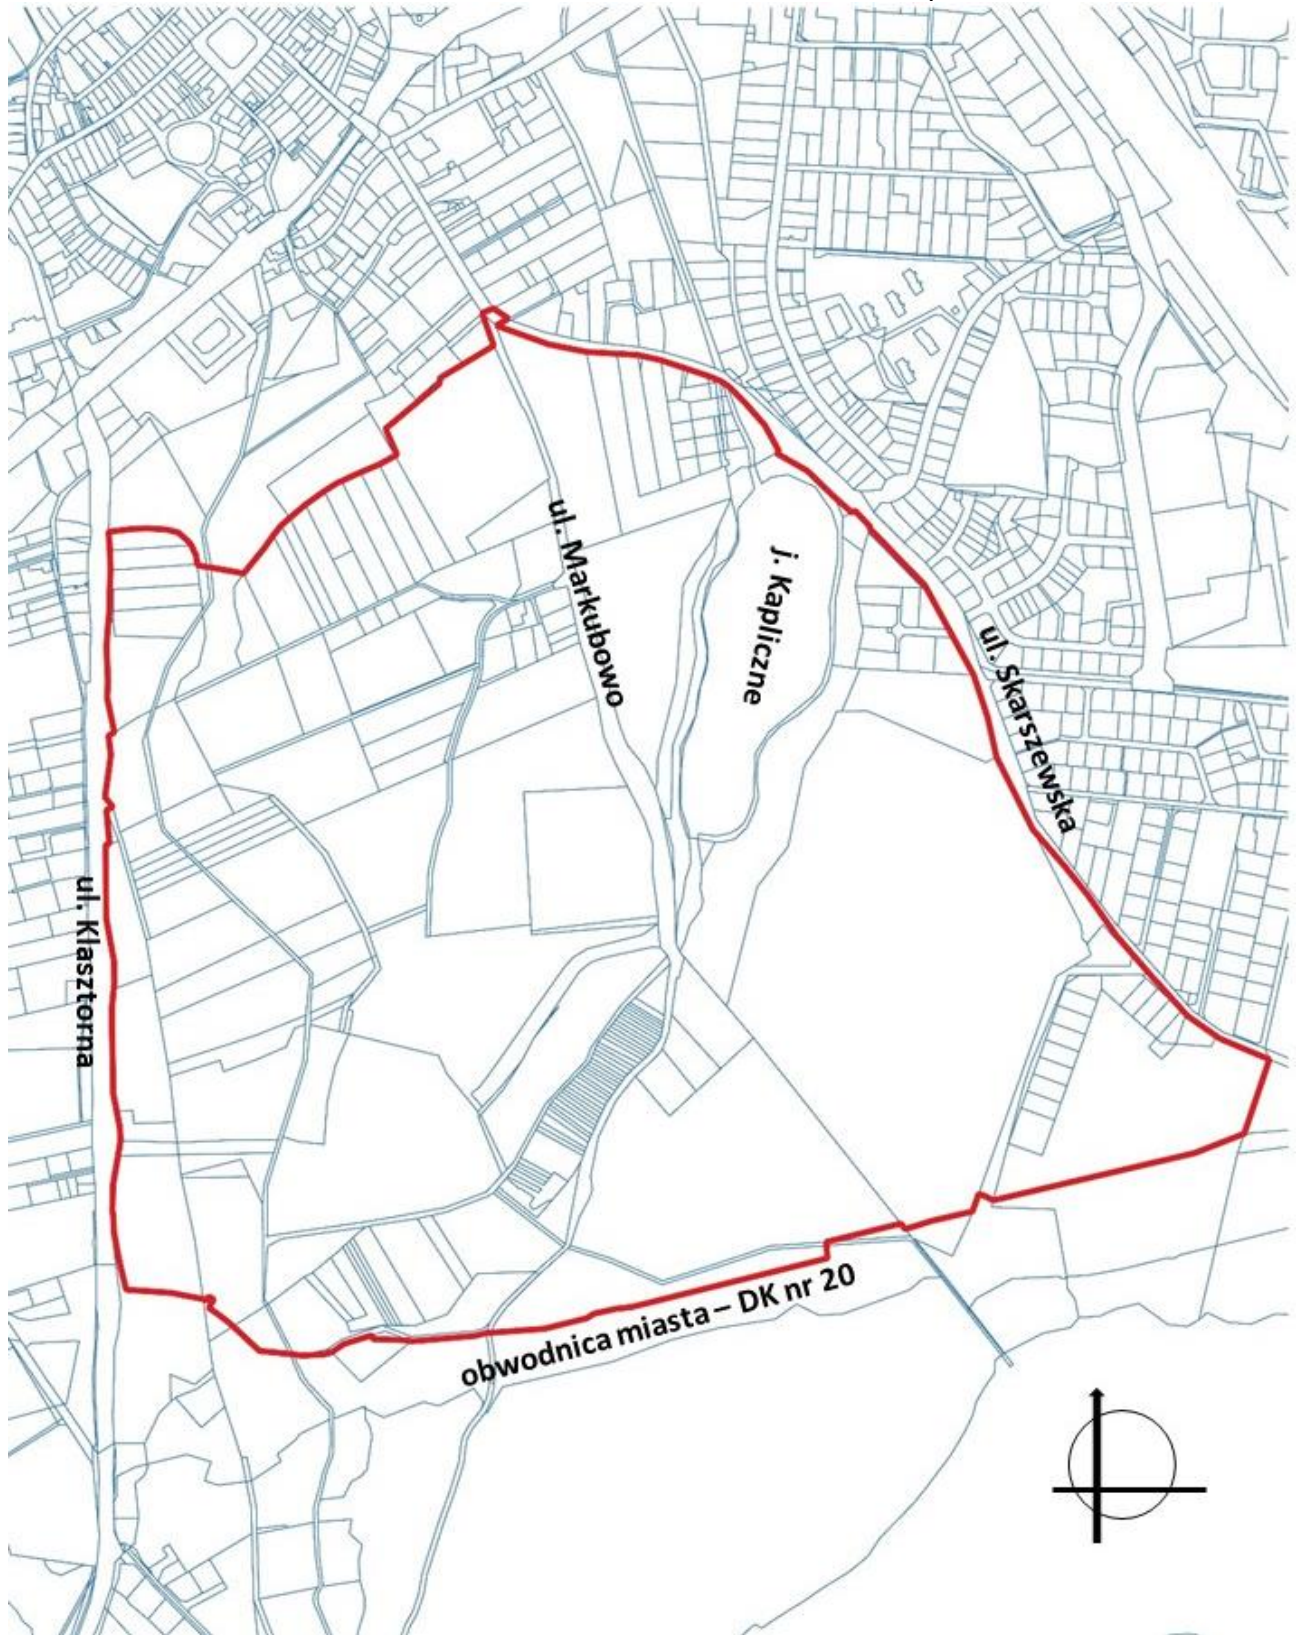 ul. Markubowo
j. Kapliczne
ul. Skarszewska
ul. Klasztorna
obwodnica miasta – DK nr 20